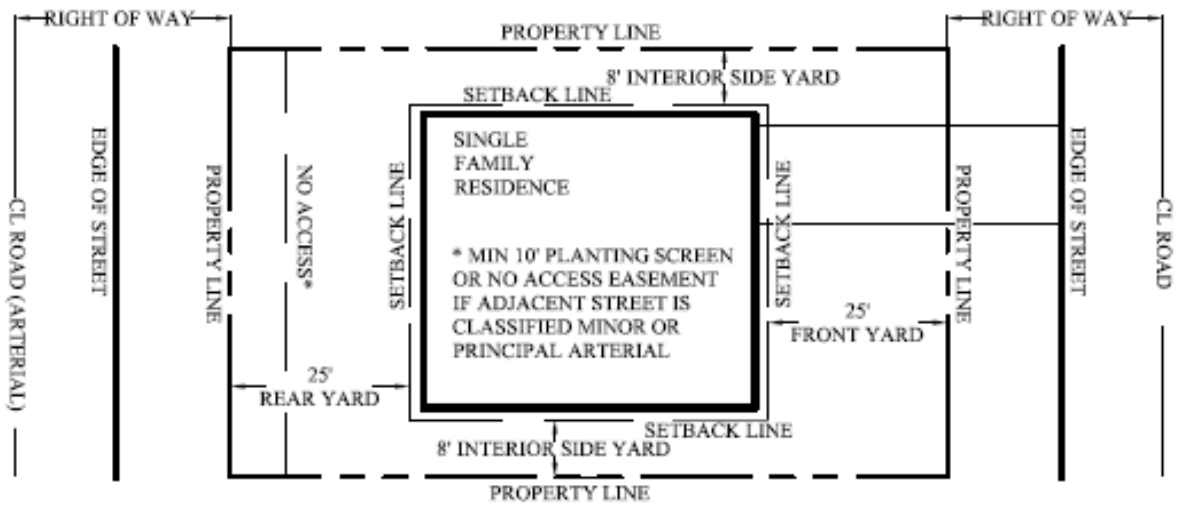 RIGHT OF WAY
RIGHT OF WAY
PROPERTY LINE
8' INTERIOR SIDE YARD
SETBACK LINE
SINGLE
FAMILY
RESIDENCE
* MIN 10' PLANTING SCREEN
OR NO ACCESS EASEMENT
IF ADJACENT STREET IS
CLASSIFIED MINOR OR
PRINCIPAL ARTERIAL
CL ROAD (ARTERIAL)
EDGE OF STREET
PROPERTY LINE
NO ACCESS*
SETBACK LINE
SETBACK LINE
PROPERTY LINE
EDGE OF STREET
CL ROAD
25'
FRONT YARD
25'
REAR YARD
SETBACK LINE
8' INTERIOR SIDE YARD
PROPERTY LINE